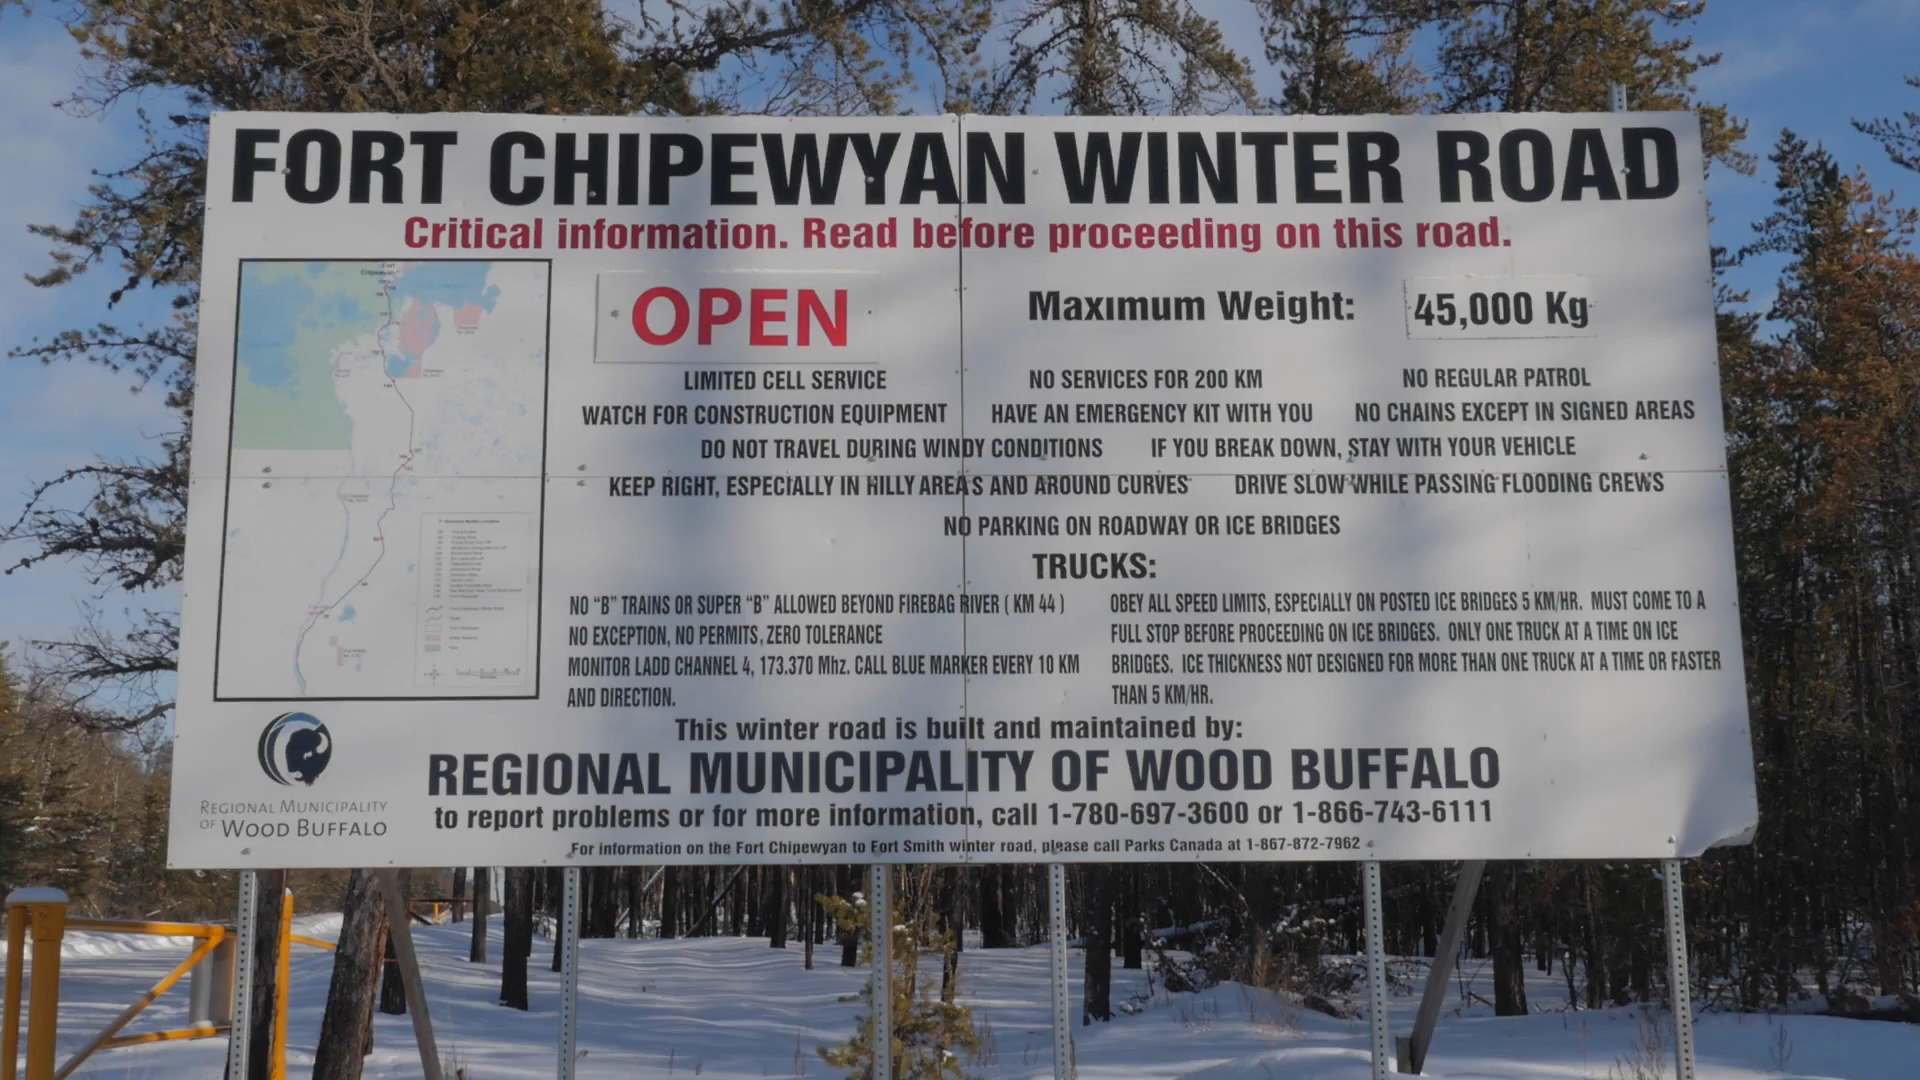 FORT CHIPEWYAN WINTER ROAD
Critical information. Read before proceeding on this road.
OPEN
Maximum Weight: 45,000 Kg
LIMITED CELL SERVICE NO SERVICES FOR 200 KM NO REGULAR PATROL
WATCH FOR CONSTRUCTION EQUIPMENT HAVE AN EMERGENCY KIT WITH YOU NO CHAINS EXCEPT IN SIGNED AREAS
DO NOT TRAVEL DURING WINDY CONDITIONS IF YOU BREAK DOWN, STAY WITH YOUR VEHICLE
KEEP RIGHT, ESPECIALLY IN HILLY AREAS AND AROUND CURVES DRIVE SLOW WHILE PASSING FLOODING CREWS
NO PARKING ON ROADWAY OR ICE BRIDGES
TRUCKS:
NO “B” TRAINS OR SUPER “B” ALLOWED BEYOND FIREBAG RIVER ( KM 44 )
NO EXCEPTION, NO PERMITS, ZERO TOLERANCE
MONITOR LADD CHANNEL 4, 173.370 Mhz. CALL BLUE MARKER EVERY 10 KM
AND DIRECTION.
OBEY ALL SPEED LIMITS, ESPECIALLY ON POSTED ICE BRIDGES 5 KM/HR. MUST COME TO A
FULL STOP BEFORE PROCEEDING ON ICE BRIDGES. ONLY ONE TRUCK AT A TIME ON ICE
BRIDGES. ICE THICKNESS NOT DESIGNED FOR MORE THAN ONE TRUCK AT A TIME OR FASTER
THAN 5 KM/HR.
This winter road is built and maintained by:
REGIONAL MUNICIPALITY OF WOOD BUFFALO
to report problems or for more information, call 1-780-697-3600 or 1-866-743-6111
For information on the Fort Chipewyan to Fort Smith winter road, please call Parks Canada at 1-867-872-7962
REGIONAL MUNICIPALITY
OF WOOD BUFFALO
Fort
Chipewyan